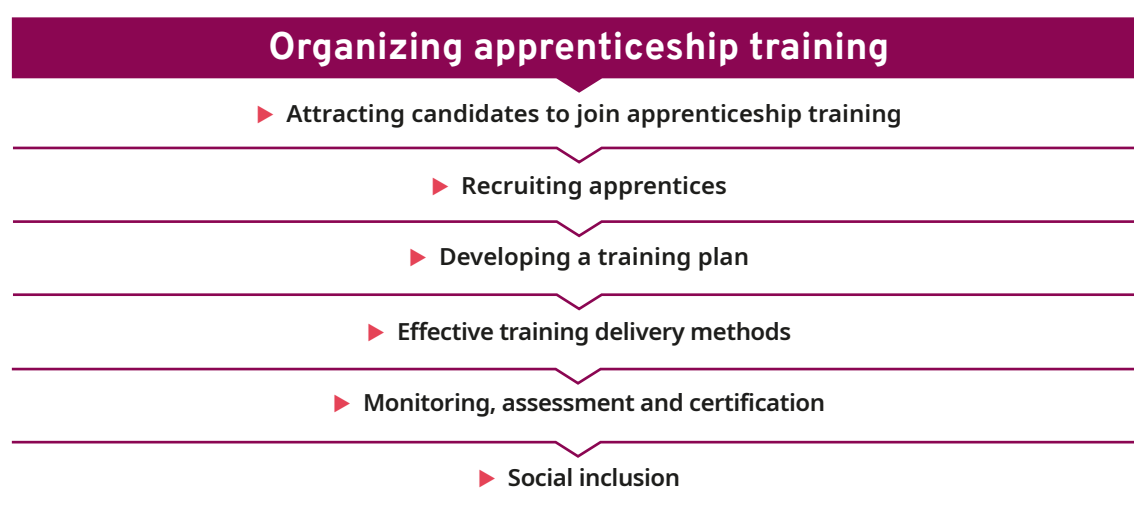 Organizing apprenticeship training
Attracting candidates to join apprenticeship training
Recruiting apprentices
Developing a training plan
Effective training delivery methods
Monitoring, assessment and certification
Social inclusion